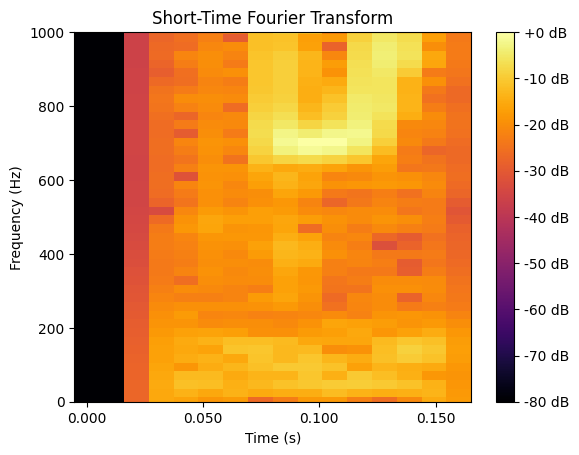 Short-Time Fourier Transform
Frequency (Hz)
1000
800
600
400
200
0
0.000
0.050
0.100
0.150
Time (s)
+0 dB
-10 dB
-20 dB
-30 dB
-40 dB
-50 dB
-60 dB
-70 dB
-80 dB